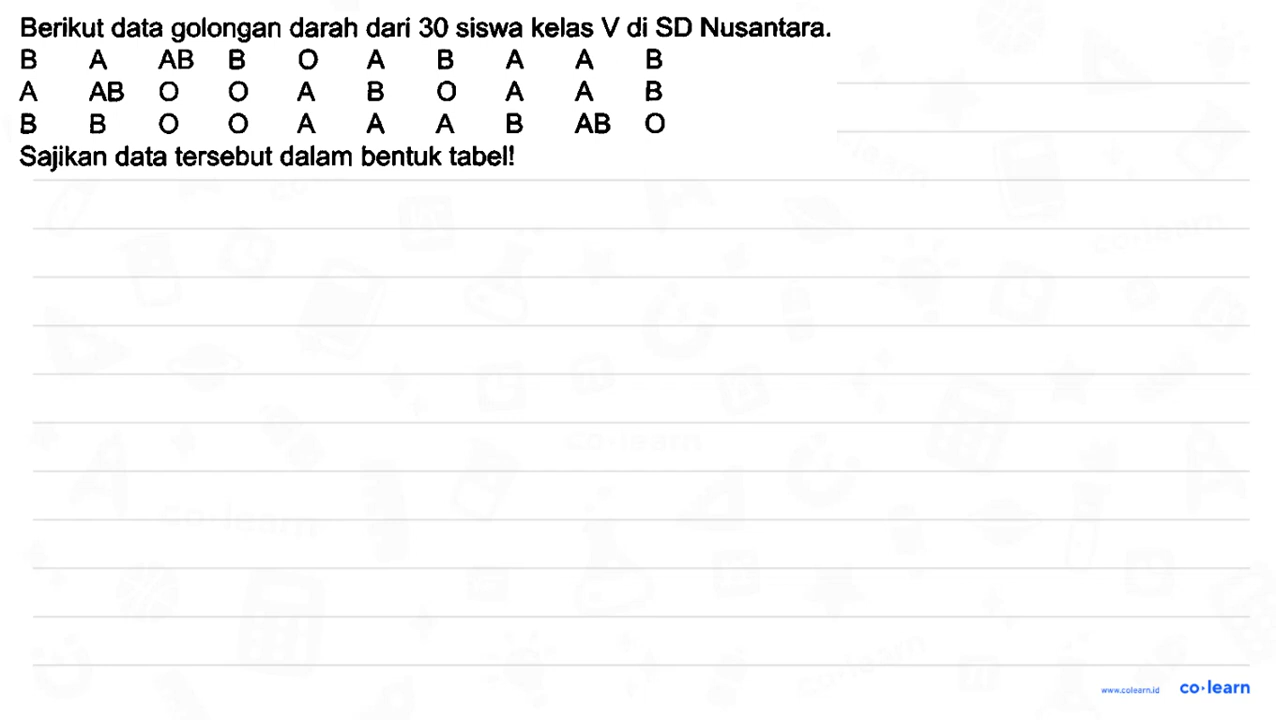 Berikut data golongan darah dari 30 siswa kelas V di SD Nusantara.
B A AB B O A B A A B
A AB O O A B O A A B
B B O O A A A B AB O
Sajikan data tersebut dalam bentuk tabel!
www.colearn.id co·learn